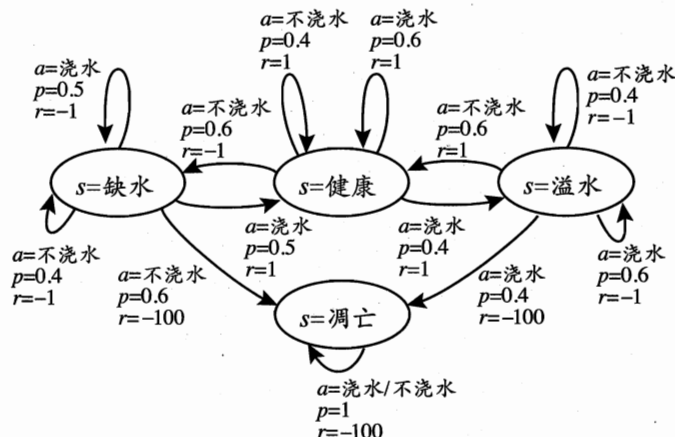 a=不浇水
p=0.4
r=1
a=浇水
p=0.6
r=1
a=浇水
p=0.5
r=-1
a=不浇水
p=0.4
r=-1
a=不浇水
p=0.6
r=-1
a=不浇水
p=0.6
r=1
s=缺水
s=健康
s=溢水
a=不浇水
p=0.4
r=-1
a=不浇水
p=0.6
r=-100
a=浇水
p=0.5
r=1
a=浇水
p=0.4
r=1
a=浇水
p=0.4
r=-100
a=浇水
p=0.6
r=-1
s=凋亡
a=浇水/不浇水
p=1
r=-100